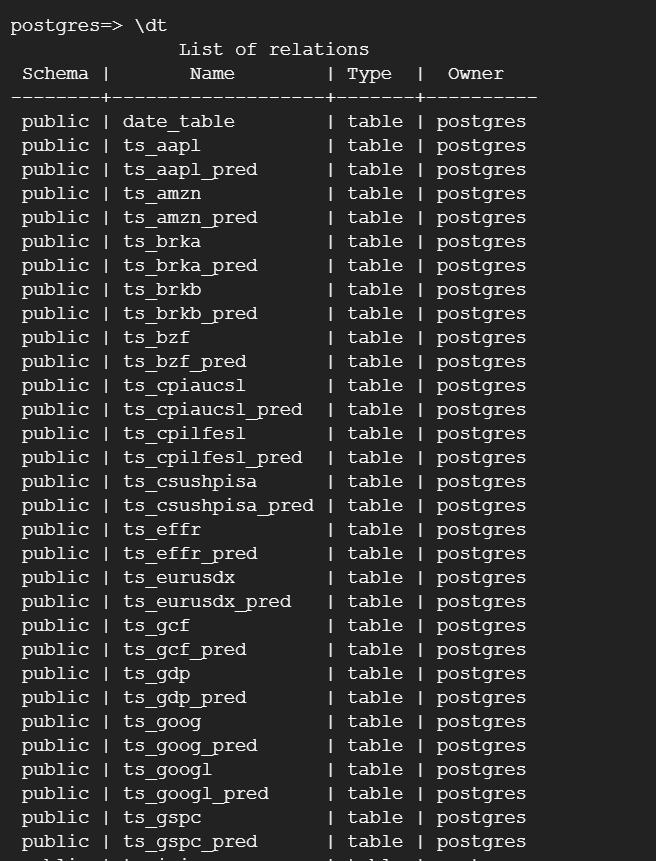 postgres=> \dt
List of relations
Schema | Name | Type | Owner
--------+-------------------+-------+----------
public | date_table | table | postgres
public | ts_aapl | table | postgres
public | ts_aapl_pred | table | postgres
public | ts_amzn | table | postgres
public | ts_amzn_pred | table | postgres
public | ts_brka | table | postgres
public | ts_brka_pred | table | postgres
public | ts_brkb | table | postgres
public | ts_brkb_pred | table | postgres
public | ts_bzf | table | postgres
public | ts_bzf_pred | table | postgres
public | ts_cpiaucsl | table | postgres
public | ts_cpiaucsl_pred | table | postgres
public | ts_cpilfesl | table | postgres
public | ts_cpilfesl_pred | table | postgres
public | ts_csushpisa | table | postgres
public | ts_csushpisa_pred | table | postgres
public | ts_effr | table | postgres
public | ts_effr_pred | table | postgres
public | ts_eurusdx | table | postgres
public | ts_eurusdx_pred | table | postgres
public | ts_gcf | table | postgres
public | ts_gcf_pred | table | postgres
public | ts_gdp | table | postgres
public | ts_gdp_pred | table | postgres
public | ts_goog | table | postgres
public | ts_goog_pred | table | postgres
public | ts_googl | table | postgres
public | ts_googl_pred | table | postgres
public | ts_gspc | table | postgres
public | ts_gspc_pred | table | postgres